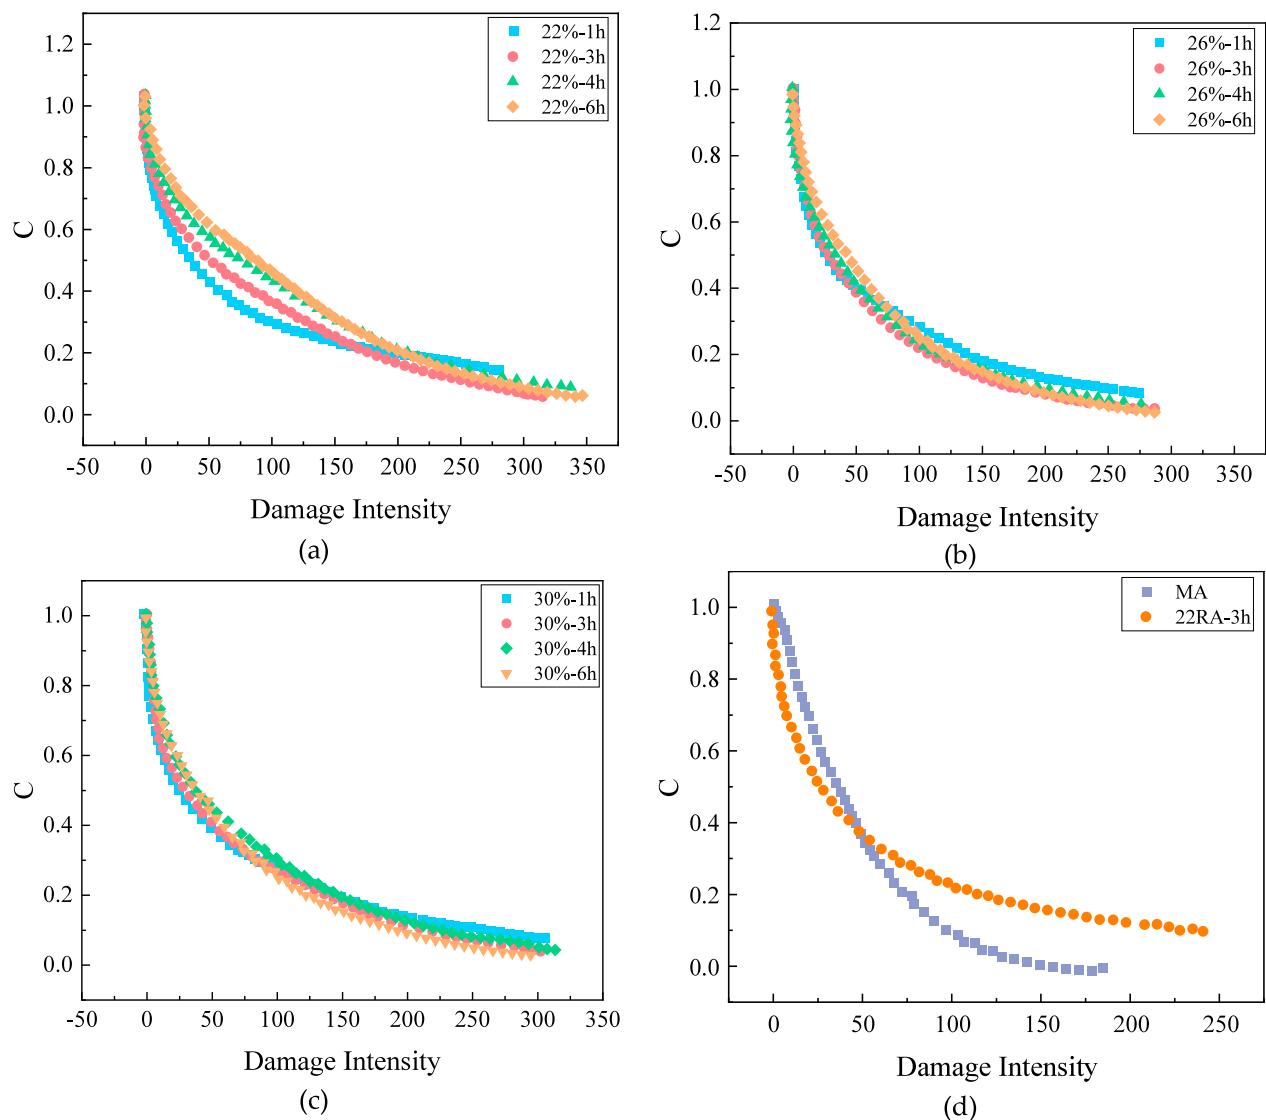 1.2
1.0
0.8
0.6
0.4
0.2
0.0
C
22%-1h
22%-3h
22%-4h
22%-6h
-50 0 50 100 150 200 250 300 350
Damage Intensity
(a)
1.2
1.0
0.8
0.6
0.4
0.2
0.0
C
26%-1h
26%-3h
26%-4h
26%-6h
-50 0 50 100 150 200 250 300 350
Damage Intensity
(b)
1.0
0.8
0.6
0.4
0.2
0.0
C
30%-1h
30%-3h
30%-4h
30%-6h
-50 0 50 100 150 200 250 300 350
Damage Intensity
(c)
1.0
0.8
0.6
0.4
0.2
0.0
C
MA
22RA-3h
0 50 100 150 200 250
Damage Intensity
(d)